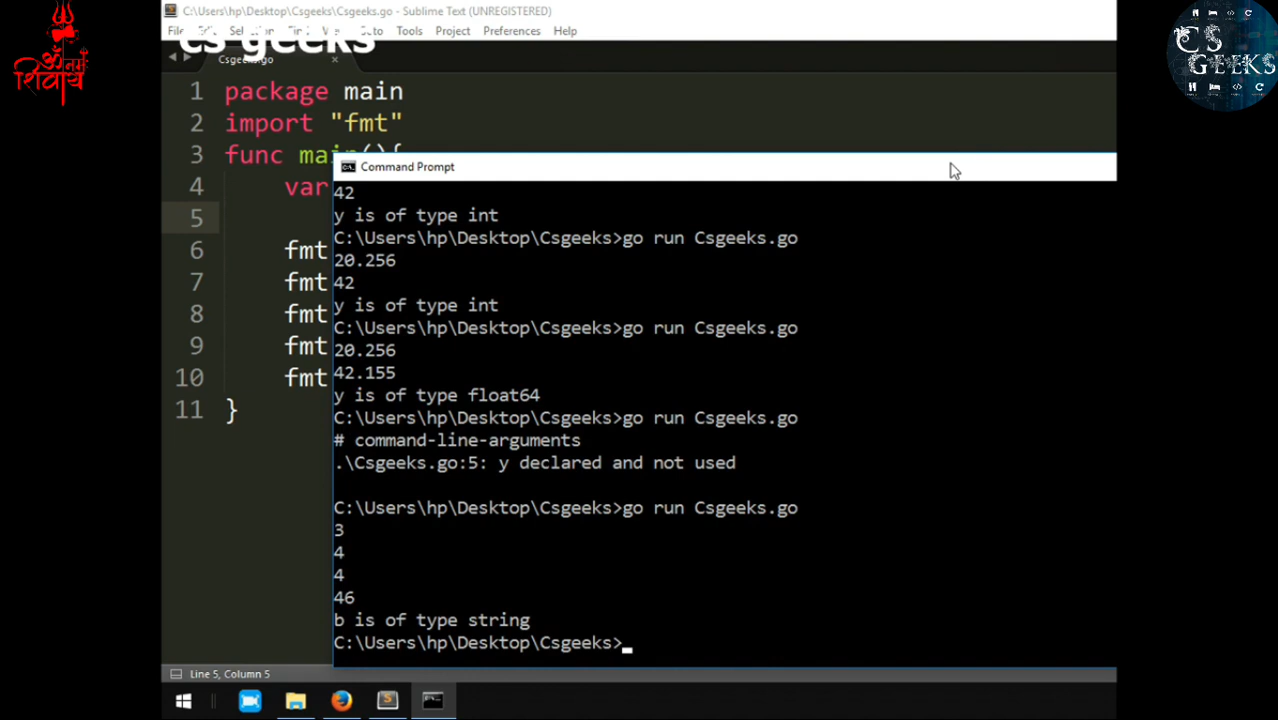 ॐ नमः
शिवाय
C:\Users\hp\Desktop\Csgeeks\Csgeeks.go - Sublime Text (UNREGISTERED)
File Goto Tools Project Preferences Help
cs geeks
Csgeeks.go ×
CS
GEEKS
1 package main
2 import "fmt"
3 func main(){
4 var
5
6 fmt
7 fmt
8 fmt
9 fmt
10 fmt
11 }
Command Prompt
42
y is of type int
C:\Users\hp\Desktop\Csgeeks>go run Csgeeks.go
20.256
42
y is of type int
C:\Users\hp\Desktop\Csgeeks>go run Csgeeks.go
20.256
42.155
y is of type float64
C:\Users\hp\Desktop\Csgeeks>go run Csgeeks.go
# command-line-arguments
.\Csgeeks.go:5: y declared and not used
C:\Users\hp\Desktop\Csgeeks>go run Csgeeks.go
3
4
4
46
b is of type string
C:\Users\hp\Desktop\Csgeeks>
Line 5, Column 5